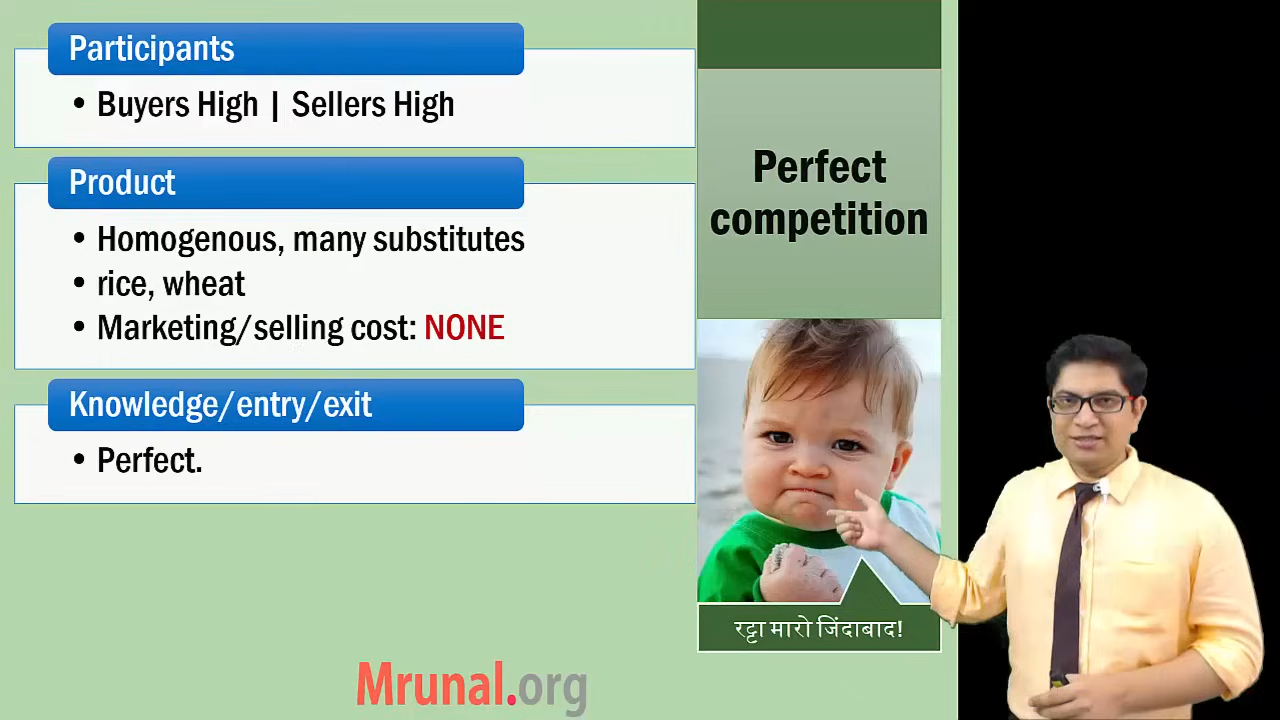 Participants
• Buyers High | Sellers High
Product
• Homogenous, many substitutes
• rice, wheat
• Marketing/selling cost: NONE
Knowledge/entry/exit
• Perfect.
Perfect
competition
रट्टा मारो जिंदाबाद!
Mrunal.org